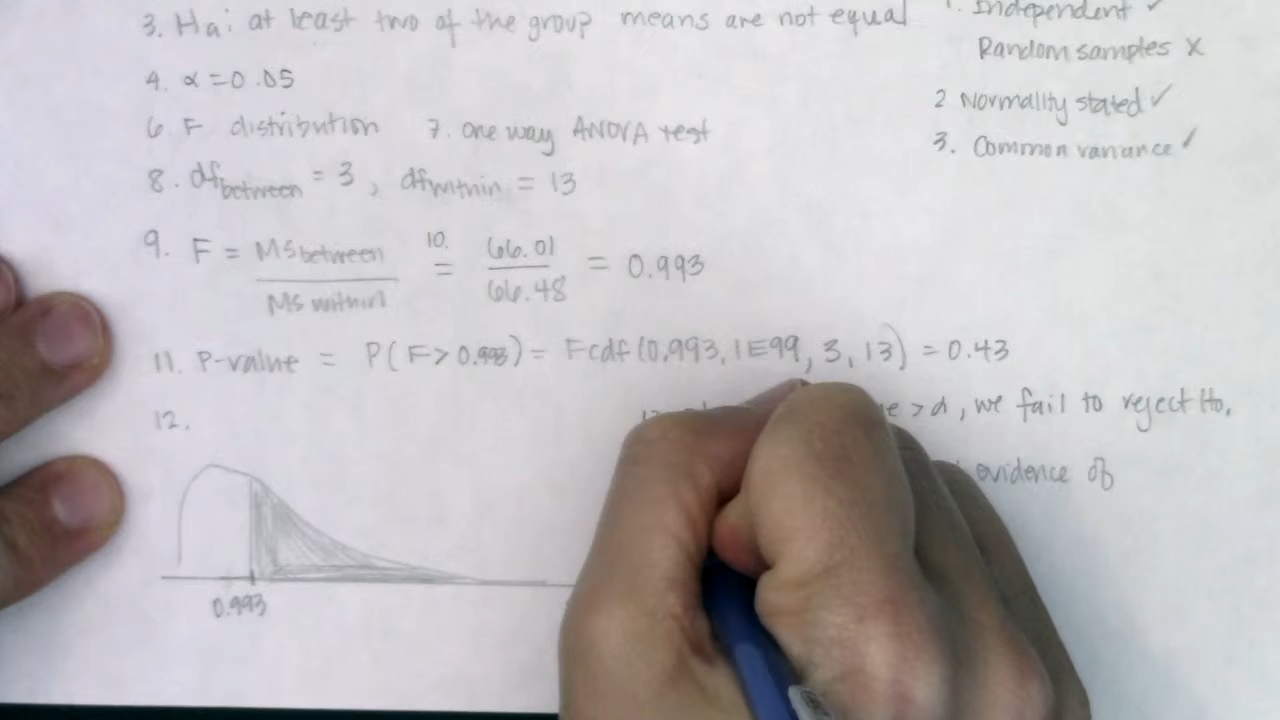 3. Ha: at least two of the group means are not equal
1. Independent ✓
Random samples x
4. α = 0.05
2 Normality stated ✓
6 F distribution 7. one way ANOVA test
3. Common variance ✓
8. df between = 3, df within = 13
9. F = MS between / MS within 10. = 66.01 / 66.48 = 0.993
11. P-value = P(F > 0.993) = Fcdf(0.993, 1E99, 3, 13) = 0.43
12.
> α, we fail to reject Ho.
evidence of
0.993